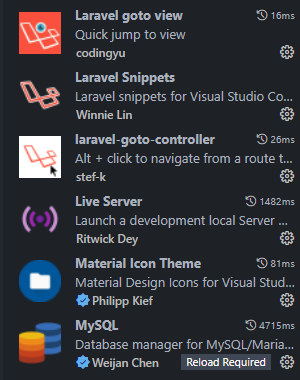 Laravel goto view 16ms
Quick jump to view
codingyu
Laravel Snippets
Laravel snippets for Visual Studio Co...
Winnie Lin
laravel-goto-controller 26ms
Alt + click to navigate from a route t...
stef-k
Live Server 1482ms
Launch a development local Server ...
Ritwick Dey
Material Icon Theme 81ms
Material Design Icons for Visual Stud...
Philipp Kief
MySQL 4715ms
Database manager for MySQL/Maria...
Weijan Chen Reload Required